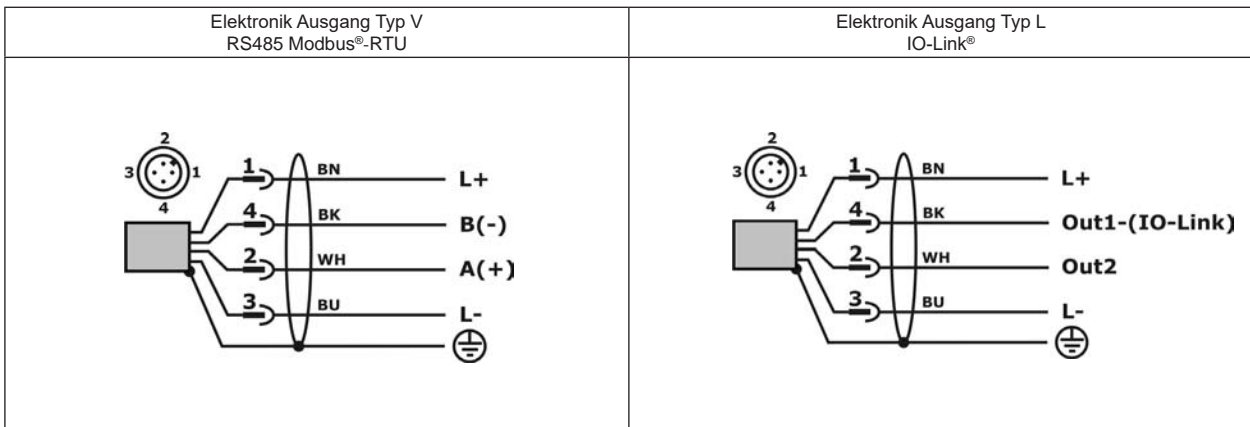 Elektronik Ausgang Typ V
RS485 Modbus®-RTU
Elektronik Ausgang Typ L
IO-Link®
2
3
1
4
1 BN L+
4 BK B(-)
2 WH A(+)
3 BU L-
2
3
1
4
1 BN L+
4 BK Out1-(IO-Link)
2 WH Out2
3 BU L-